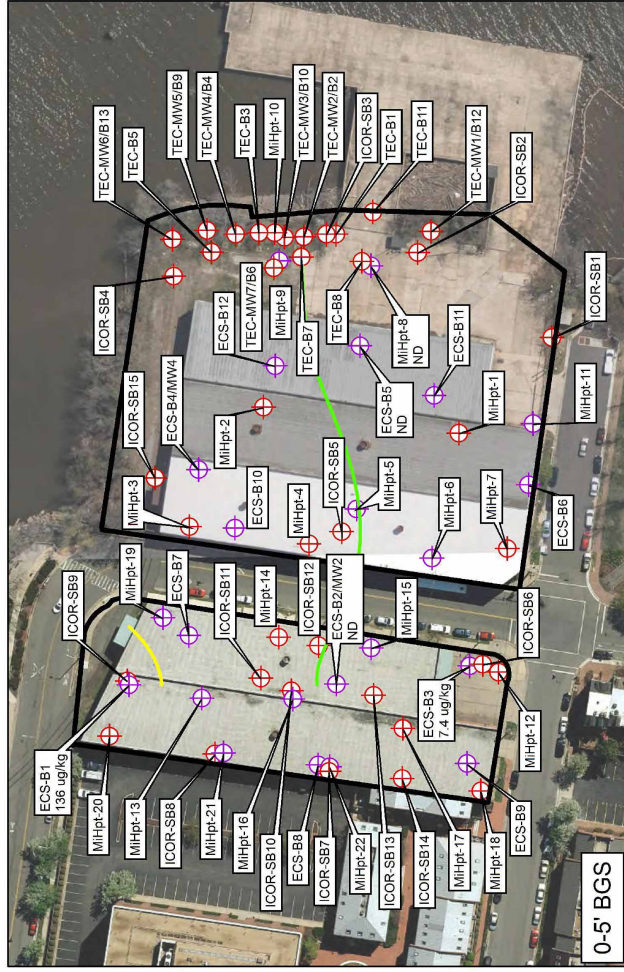 TEC-MW6/B13
TEC-B5
TEC-MW5/B9
TEC-MW4/B4
TEC-B3
MiHpt-10
TEC-MW3/B10
TEC-MW2/B2
ICOR-SB3
TEC-B1
TEC-B11
TEC-MW1/B12
ICOR-SB2
ICOR-SB4
ECS-B12
TEC-MW7/B6
MiHpt-9
TEC-B7
TEC-B8
MiHpt-8
ND
ECS-B11
ICOR-SB1
ICOR-SB15
ECS-B4/MW4
MiHpt-2
ECS-B5
ND
MiHpt-1
MiHpt-11
MiHpt-3
ECS-B10
MiHpt-4
ICOR-SB5
MiHpt-5
MiHpt-6
MiHpt-7
ECS-B6
ICOR-SB9
MiHpt-19
ECS-B7
ICOR-SB11
MiHpt-14
ICOR-SB12
ECS-B2/MW2
ND
MiHpt-15
ECS-B3
7.4 ug/kg
ICOR-SB6
MiHpt-12
ECS-B1
136 ug/kg
MiHpt-20
MiHpt-13
ICOR-SB8
MiHpt-21
MiHpt-16
ICOR-SB10
ECS-B8
ICOR-SB7
MiHpt-22
ICOR-SB13
ICOR-SB14
MiHpt-17
MiHpt-18
ECS-B9
0-5' BGS